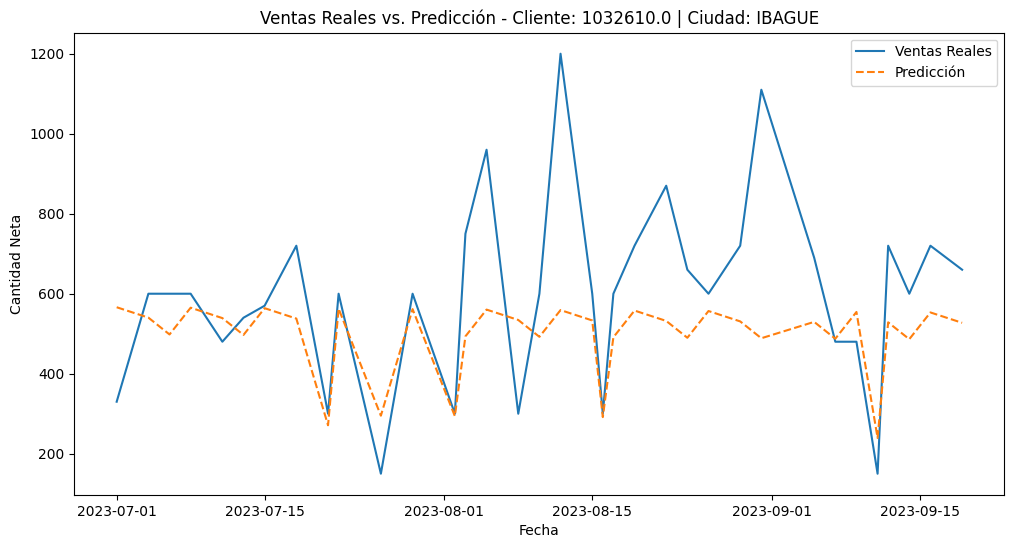 Ventas Reales vs. Predicción - Cliente: 1032610.0 | Ciudad: IBAGUE
Ventas Reales
Predicción
Cantidad Neta
1200
1000
800
600
400
200
2023-07-01 2023-07-15 2023-08-01 2023-08-15 2023-09-01 2023-09-15
Fecha